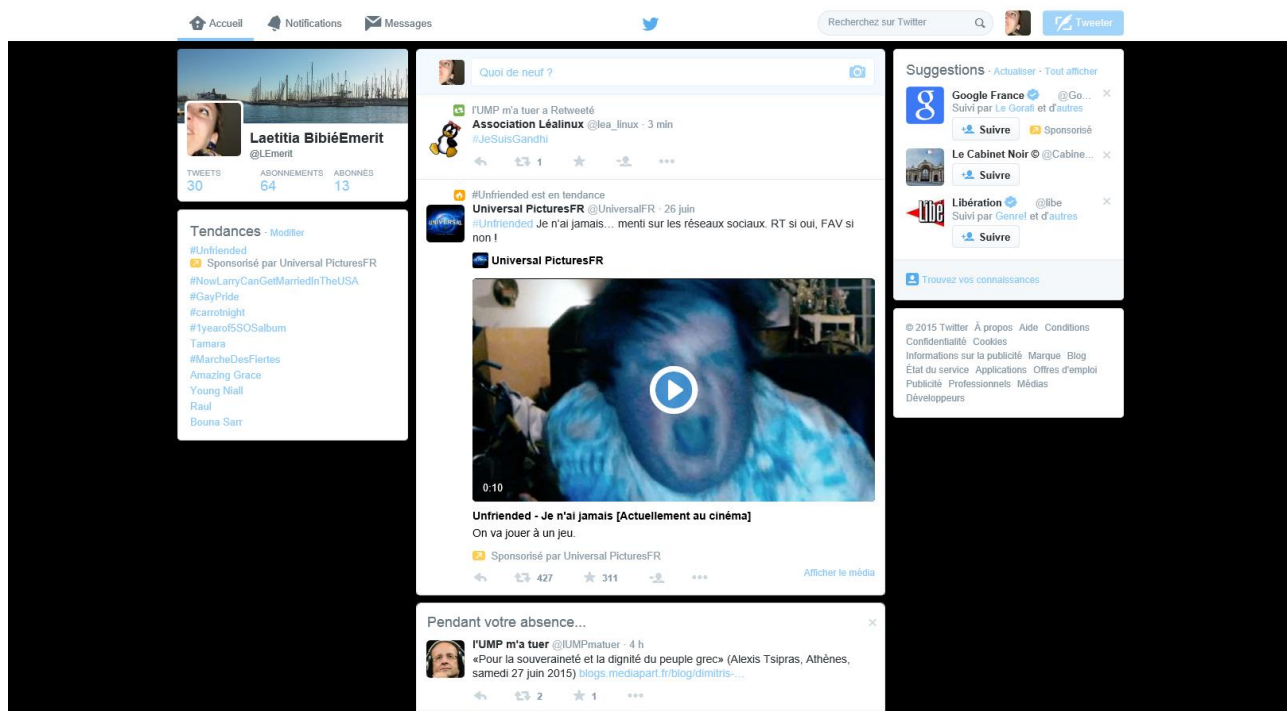 Accueil Notifications Messages Recherchez sur Twitter Tweeter
Laetitia BibiéEmerit
@LEmerit
TWEETS ABONNEMENTS ABONNÉS
30 64 13
Tendances · Modifier
#Unfriended
Sponsorisé par Universal PicturesFR
#NowLarryCanGetMarriedInTheUSA
#GayPride
#carrotnight
#1yearof5SOSalbum
Tamara
#MarcheDesFiertes
Amazing Grace
Young Niall
Raul
Bouna Sarr
Quoi de neuf ?
l'UMP m'a tuer a Retweeté
Association Léalinux @lea_linux · 3 min
#JeSuisGandhi
1
#Unfriended est en tendance
Universal PicturesFR @UniversalFR · 26 juin
#Unfriended Je n'ai jamais… menti sur les réseaux sociaux. RT si oui, FAV si
non !
UNIVERSAL
Universal PicturesFR
0:10
Unfriended - Je n'ai jamais [Actuellement au cinéma]
On va jouer à un jeu.
Sponsorisé par Universal PicturesFR
427 311 Afficher le média
Pendant votre absence...
l'UMP m'a tuer @IUMPmatuer · 4 h
«Pour la souveraineté et la dignité du peuple grec» (Alexis Tsipras, Athènes,
samedi 27 juin 2015) blogs.mediapart.fr/blog/dimitris-…
2 1
Suggestions · Actualiser · Tout afficher
g
Google France @Go...
Suivi par Le Gorafi et d'autres
Suivre Sponsorisé
Le Cabinet Noir © @Cabine...
Suivre
LIBÉ
Libération @libe
Suivi par Genre! et d'autres
Suivre
Trouvez vos connaissances
© 2015 Twitter À propos Aide Conditions
Confidentialité Cookies
Informations sur la publicité Marque Blog
État du service Applications Offres d'emploi
Publicité Professionnels Médias
Développeurs